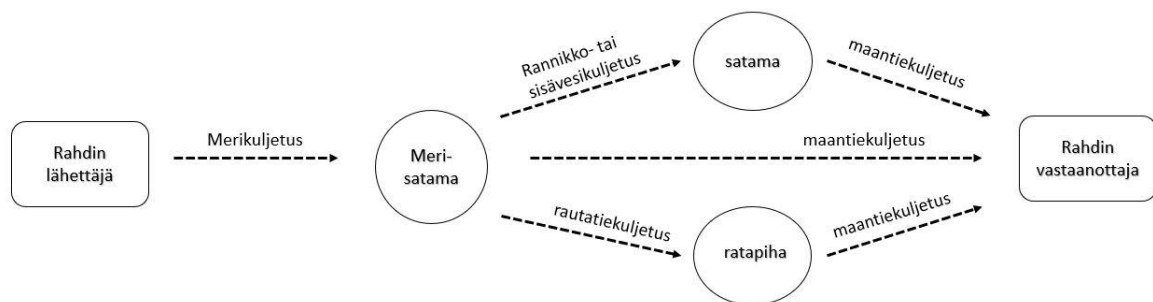 Rahdin
lähettäjä
Merikuljetus
Meri-
satama
Rannikko- tai
sisävesikuljetus
satama
maantiekuljetus
maantiekuljetus
rautatiekuljetus
ratapiha
maantiekuljetus
Rahdin
vastaanottaja